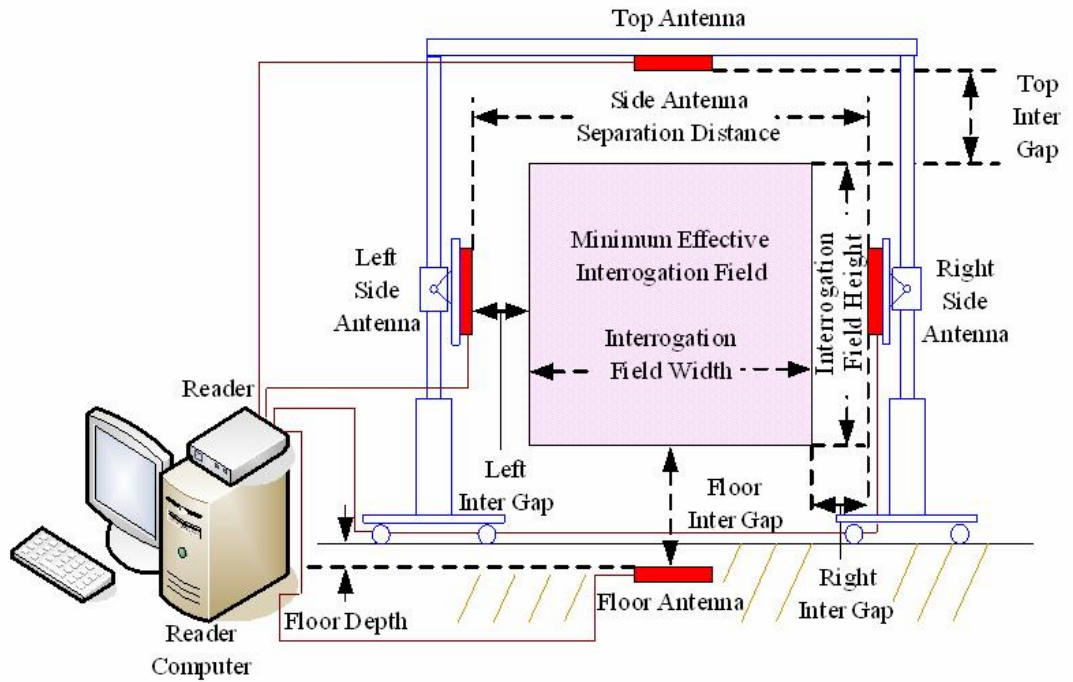 Top Antenna
Top
Inter
Gap
Side Antenna
Separation Distance
Left
Side
Antenna
Minimum Effective
Interrogation Field
Interrogation
Field Height
Right
Side
Antenna
Interrogation
Field Width
Reader
Left
Inter Gap
Floor
Inter Gap
Right
Inter Gap
Floor Antenna
Floor Depth
Reader
Computer